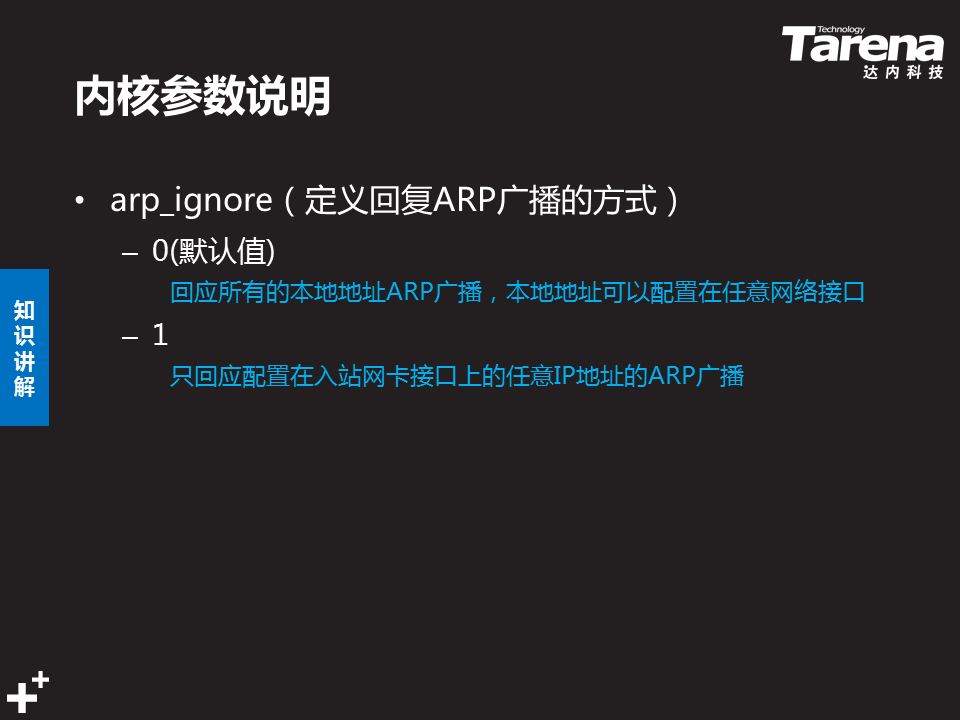 Technology
Tarena
达内科技
内核参数说明
• arp_ignore（定义回复ARP广播的方式）
– 0(默认值)
回应所有的本地地址ARP广播，本地地址可以配置在任意网络接口
– 1
只回应配置在入站网卡接口上的任意IP地址的ARP广播
知识讲解